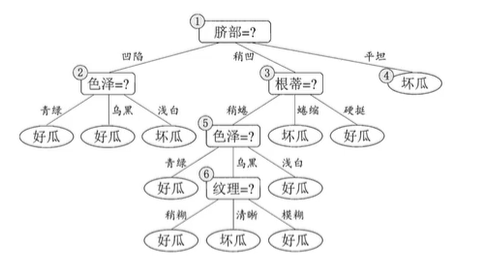 ① 脐部=?
凹陷 稍凹 平坦
② 色泽=? ③ 根蒂=? ④ 坏瓜
青绿 乌黑 浅白 稍蜷 蜷缩 硬挺
好瓜 好瓜 坏瓜 ⑤ 色泽=? 坏瓜 好瓜
青绿 乌黑 浅白
好瓜 ⑥ 纹理=? 好瓜
稍糊 清晰 模糊
好瓜 坏瓜 好瓜